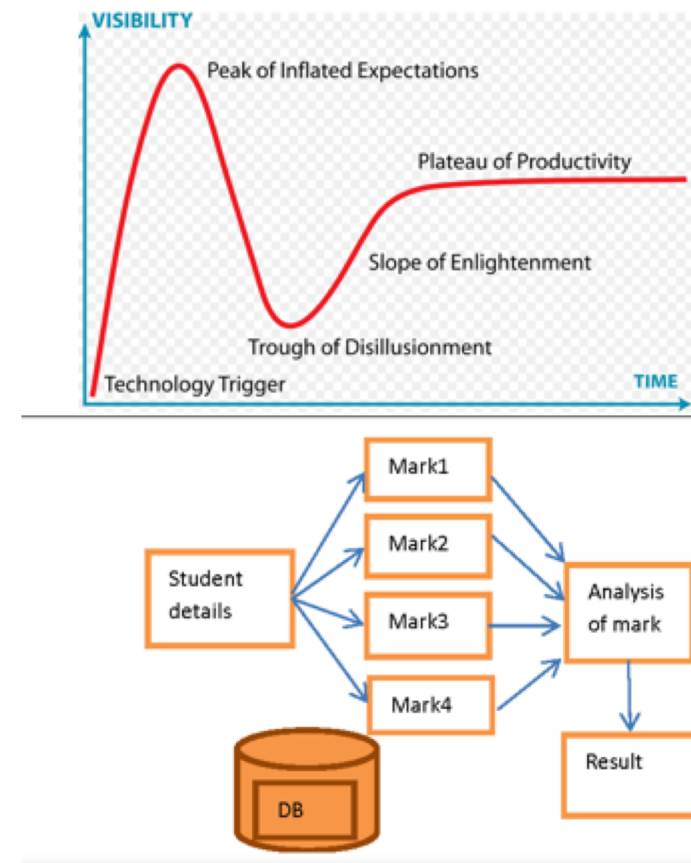 VISIBILITY
Peak of Inflated Expectations
Plateau of Productivity
Slope of Enlightenment
Trough of Disillusionment
Technology Trigger
TIME
Mark1
Mark2
Student
details
Analysis
of mark
Mark3
Mark4
Result
DB